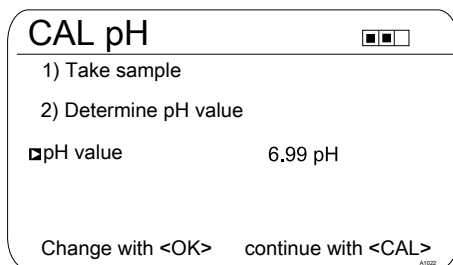 CAL pH
1) Take sample
2) Determine pH value
pH value 6.99 pH
Change with <OK> continue with <CAL>
A1022